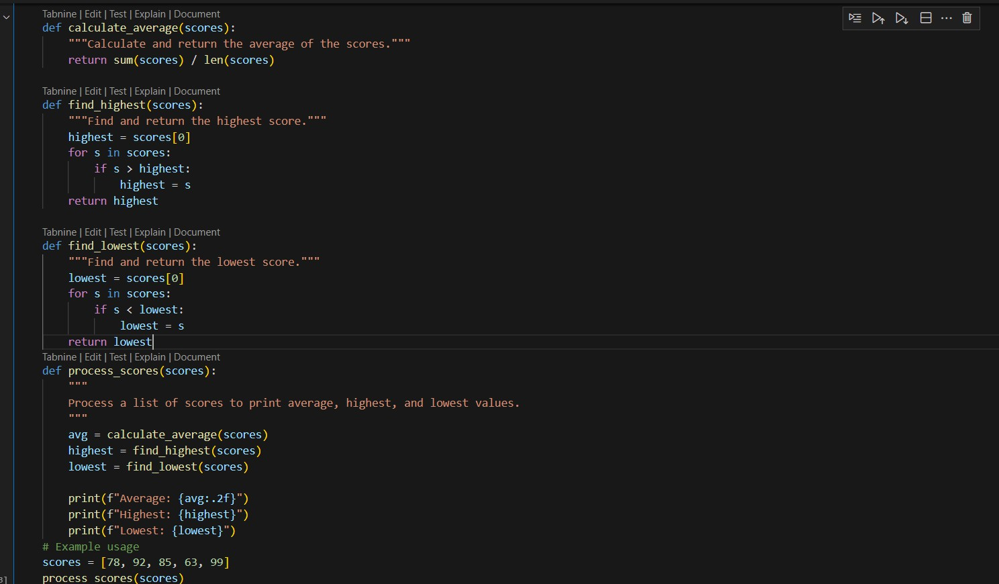 Tabnine | Edit | Test | Explain | Document
def calculate_average(scores):
    """Calculate and return the average of the scores."""
    return sum(scores) / len(scores)

Tabnine | Edit | Test | Explain | Document
def find_highest(scores):
    """Find and return the highest score."""
    highest = scores[0]
    for s in scores:
        if s > highest:
            highest = s
    return highest

Tabnine | Edit | Test | Explain | Document
def find_lowest(scores):
    """Find and return the lowest score."""
    lowest = scores[0]
    for s in scores:
        if s < lowest:
            lowest = s
    return lowest
Tabnine | Edit | Test | Explain | Document
def process_scores(scores):
    """
    Process a list of scores to print average, highest, and lowest values.
    """
    avg = calculate_average(scores)
    highest = find_highest(scores)
    lowest = find_lowest(scores)

    print(f"Average: {avg:.2f}")
    print(f"Highest: {highest}")
    print(f"Lowest: {lowest}")
# Example usage
scores = [78, 92, 85, 63, 99]
process_scores(scores)